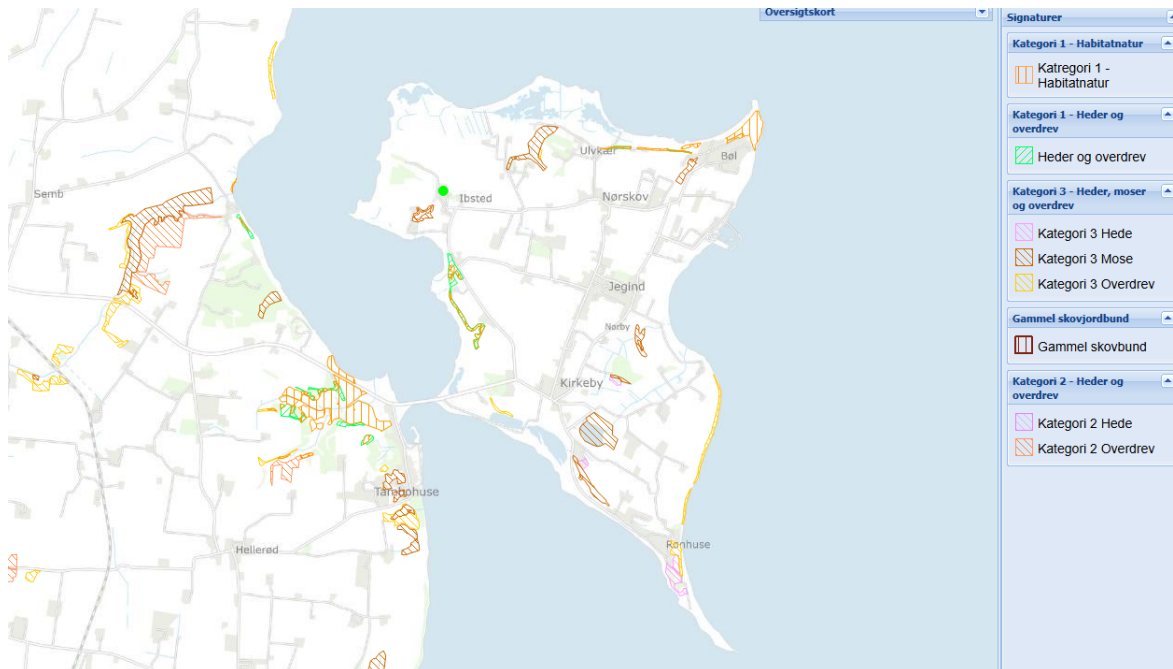 Oversigtskort
Semb
Ibsted
Ulvkær
Bøl
Nørskov
Jegind
Nørby
Kirkeby
Tambohuse
Hellerød
Rønhuse
Signaturer
Kategori 1 - Habitatnatur
Katregori 1 -
Habitatnatur
Kategori 1 - Heder og
overdrev
Heder og overdrev
Kategori 3 - Heder, moser
og overdrev
Kategori 3 Hede
Kategori 3 Mose
Kategori 3 Overdrev
Gammel skovjordbund
Gammel skovbund
Kategori 2 - Heder og
overdrev
Kategori 2 Hede
Kategori 2 Overdrev